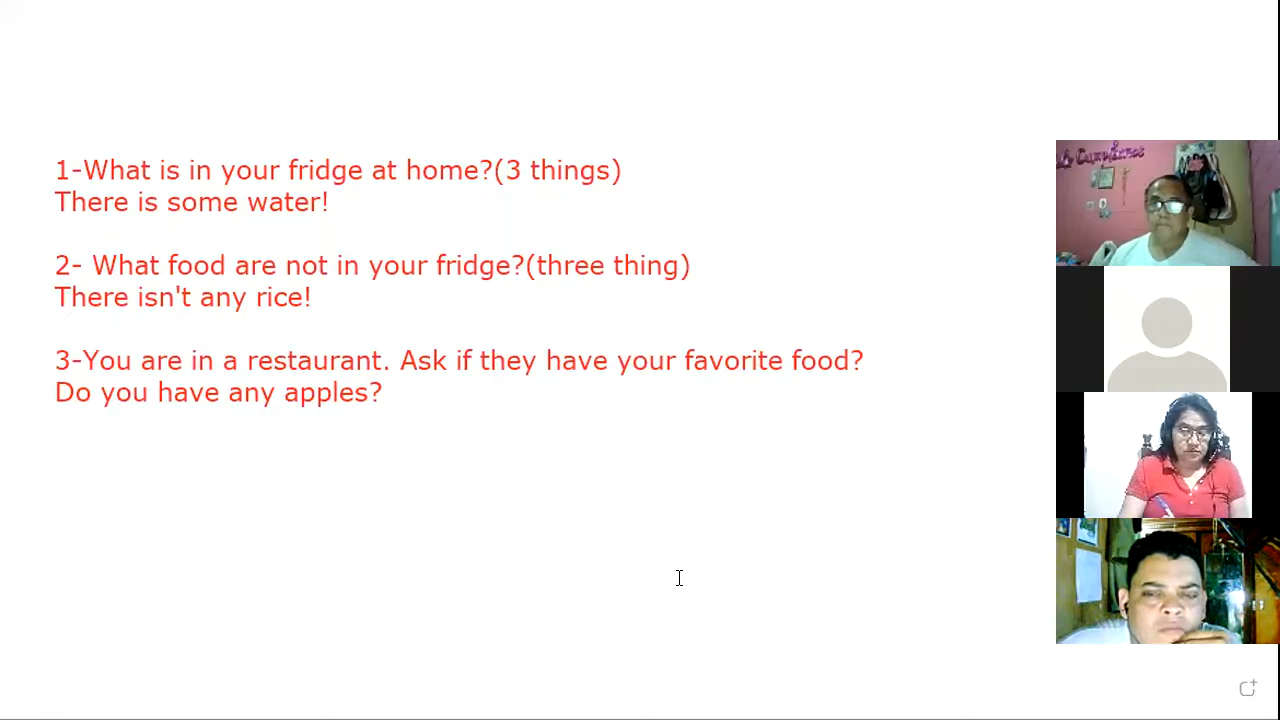 1-What is in your fridge at home?(3 things)
There is some water!
2- What food are not in your fridge?(three thing)
There isn't any rice!
3-You are in a restaurant. Ask if they have your favorite food?
Do you have any apples?